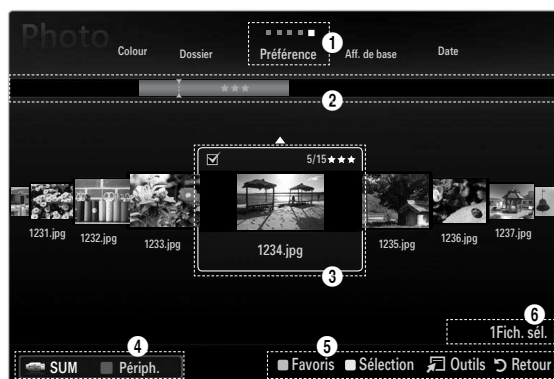 Photo
Colour Dossier Préférence Aff. de base Date
1
★★★
2
5/15★★★
1231.jpg 1232.jpg 1233.jpg 1234.jpg 1235.jpg 1236.jpg 1237.jpg
3
6
1Fich. sél.
4 5
SUM Périph. Favoris Sélection Outils Retour